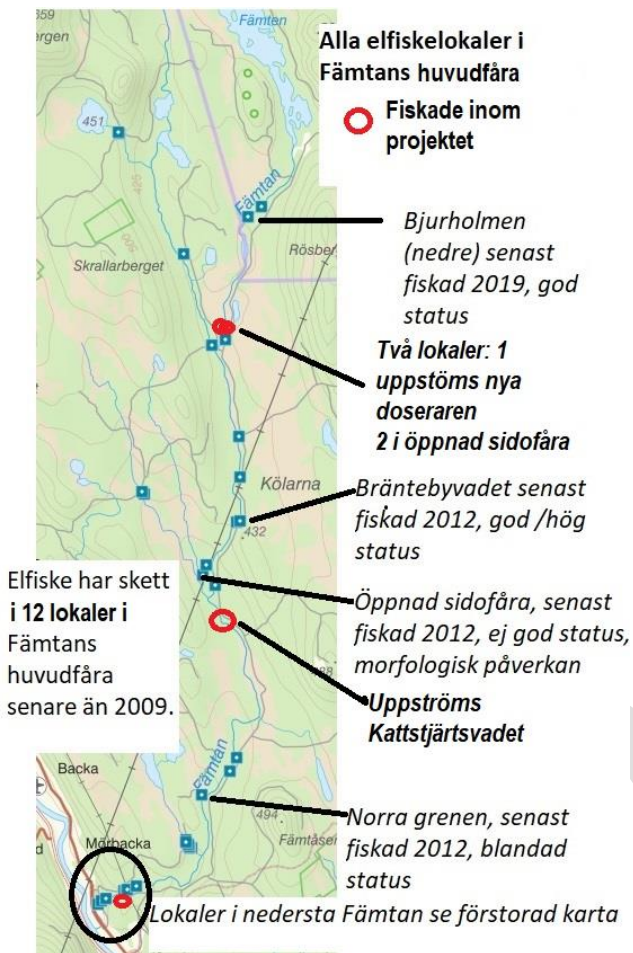 Alla elfiskelokaler i
Fämtans huvudfåra
Fiskade inom
projektet
Fämten
451
425
500
Fämtan
Skrallarberget
Bjurholmen
(nedre) senast
fiskad 2019, god
status
Två lokaler: 1
uppstöms nya
doseraren
2 i öppnad sidofåra
Kölarna
Bräntebyvadet senast
fiskad 2012, god /hög
status
432
Elfiske har skett
i 12 lokaler i
Fämtans
huvudfåra
senare än 2009.
Öppnad sidofåra, senast
fiskad 2012, ej god status,
morfologisk påverkan
Uppströms
Kattstjärtsvadet
Backa
Fämtan
494
Mörbacka
Norra grenen, senast
fiskad 2012, blandad
status
Lokaler i nedersta Fämtan se förstorad karta